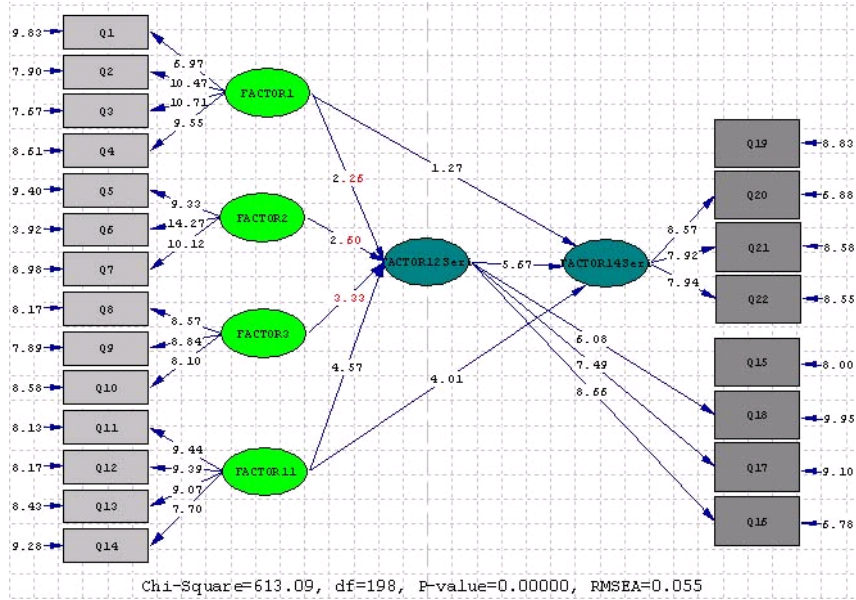 9.83 Q1
6.97
7.90 Q2
10.47
7.67 Q3
10.71
8.61 Q4
9.55
FACTOR1
9.40 Q5
9.33
3.92 Q6
14.27
8.98 Q7
10.12
FACTOR2
8.17 Q8
8.57
7.89 Q9
8.84
8.58 Q10
8.10
FACTOR3
8.13 Q11
9.44
8.17 Q12
9.39
8.43 Q13
9.07
9.28 Q14
7.70
FACTOR11
2.26
2.60
3.33
4.57
1.27
4.01
ACTOR12Ser
5.67
FACTOR14Ser
8.57
7.92
7.94
6.08
7.49
8.66
Q19 8.83
Q20 6.88
Q21 8.58
Q22 8.55
Q15 8.00
Q18 9.95
Q17 9.10
Q16 6.78
Chi-Square=613.09, df=198, P-value=0.00000, RMSEA=0.055